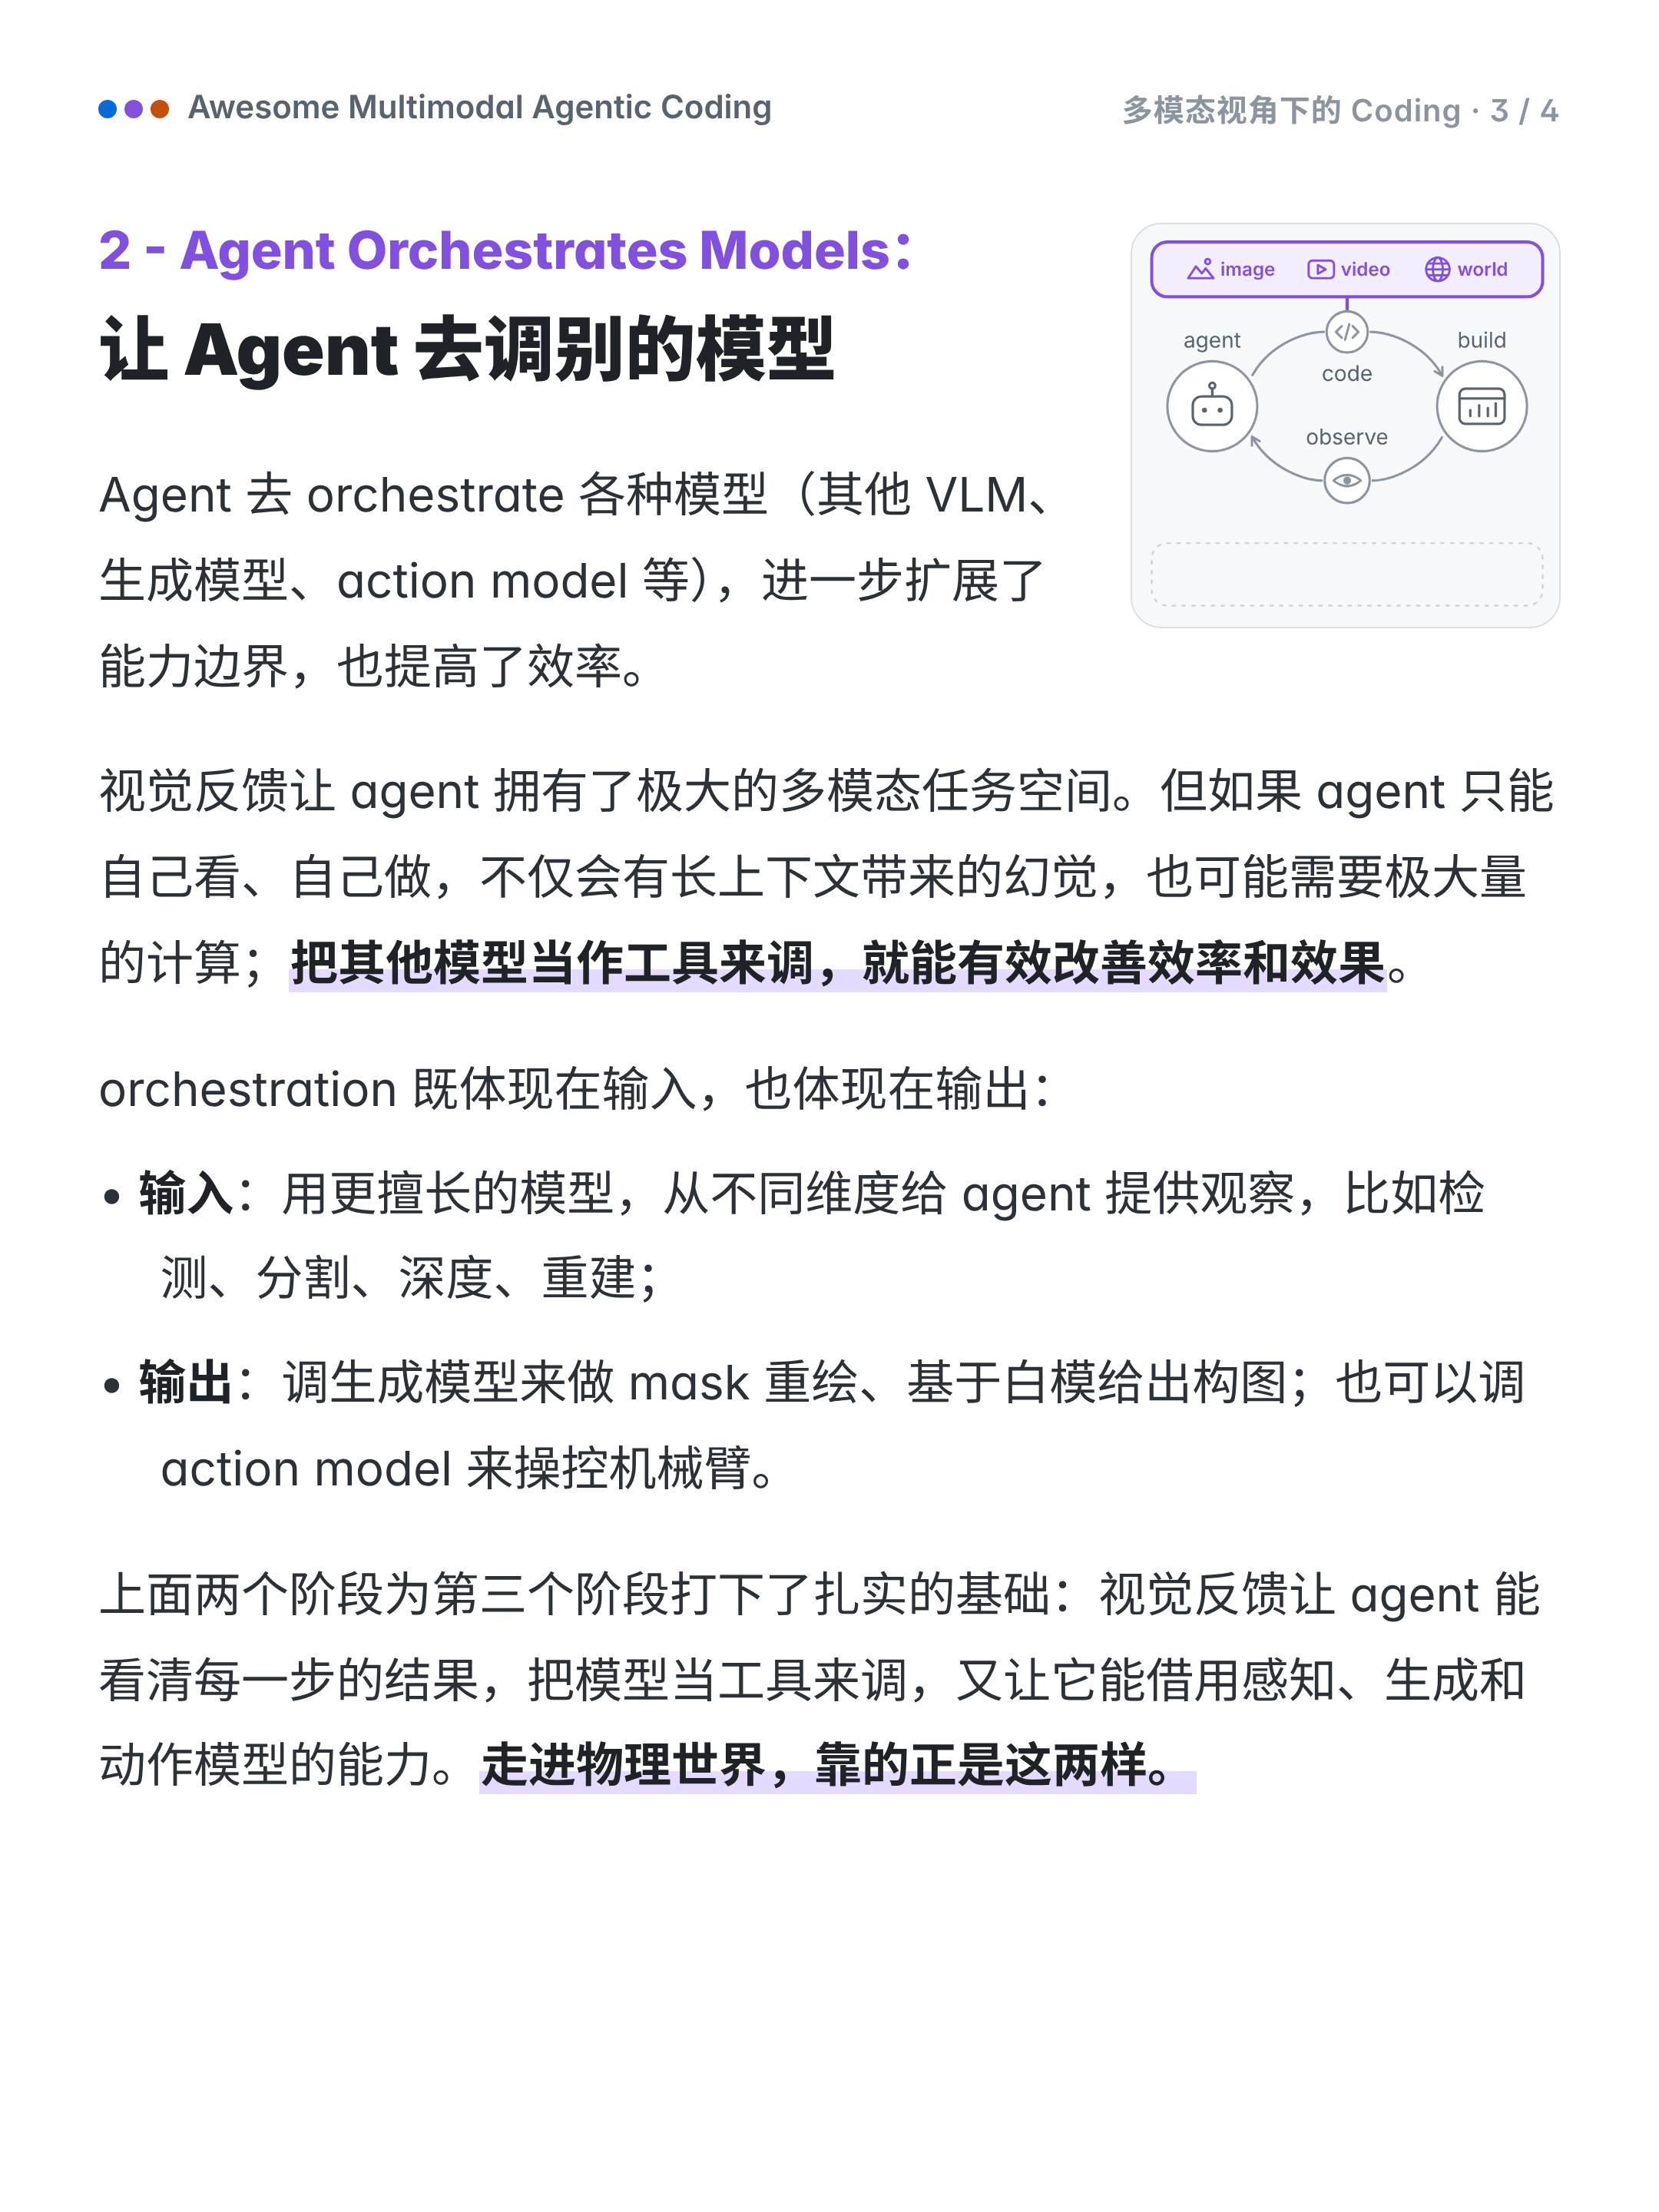 Awesome Multimodal Agentic Coding
多模态视角下的 Coding · 3 / 4
2 - Agent Orchestrates Models：
让 Agent 去调别的模型
image video world
agent
build
code
observe
Agent 去 orchestrate 各种模型（其他 VLM、
生成模型、action model 等），进一步扩展了
能力边界，也提高了效率。
视觉反馈让 agent 拥有了极大的多模态任务空间。但如果 agent 只能
自己看、自己做，不仅会有长上下文带来的幻觉，也可能需要极大量
的计算；把其他模型当作工具来调，就能有效改善效率和效果。
orchestration 既体现在输入，也体现在输出：
• 输入：用更擅长的模型，从不同维度给 agent 提供观察，比如检
测、分割、深度、重建；
• 输出：调生成模型来做 mask 重绘、基于白模给出构图；也可以调
action model 来操控机械臂。
上面两个阶段为第三个阶段打下了扎实的基础：视觉反馈让 agent 能
看清每一步的结果，把模型当工具来调，又让它能借用感知、生成和
动作模型的能力。走进物理世界，靠的正是这两样。